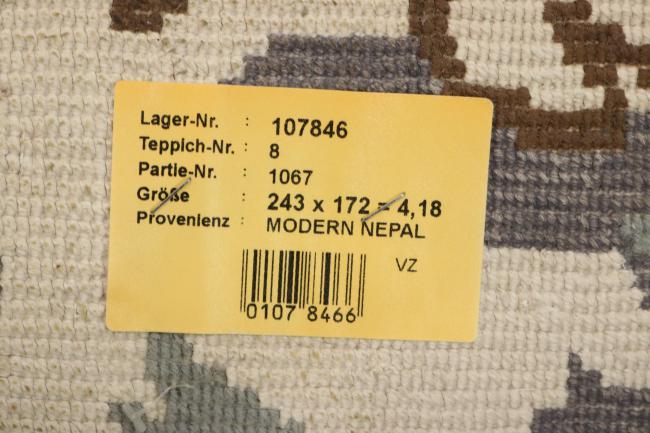 Lager-Nr. : 107846
Teppich-Nr. : 8
Partie-Nr. : 1067
Größe : 243 x 172 = 4,18
Provenienz : MODERN NEPAL
VZ
0107 8466